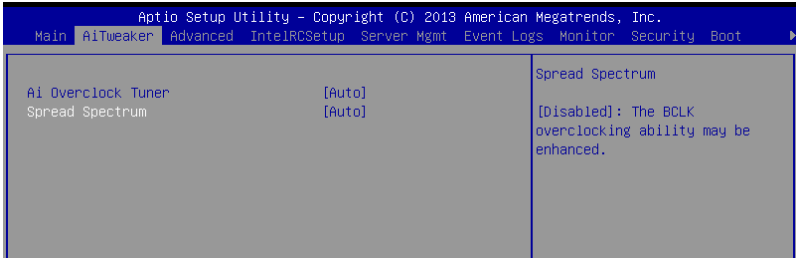 Aptio Setup Utility – Copyright (C) 2013 American Megatrends, Inc.
Main AiTweaker Advanced IntelRCSetup Server Mgmt Event Logs Monitor Security Boot
Ai Overclock Tuner [Auto]
Spread Spectrum [Auto]
Spread Spectrum
[Disabled]: The BCLK
overclocking ability may be
enhanced.